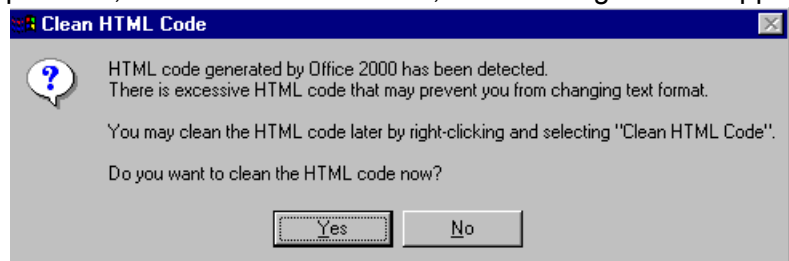 Clean HTML Code
HTML code generated by Office 2000 has been detected.
There is excessive HTML code that may prevent you from changing text format.
You may clean the HTML code later by right-clicking and selecting "Clean HTML Code".
Do you want to clean the HTML code now?
Yes No